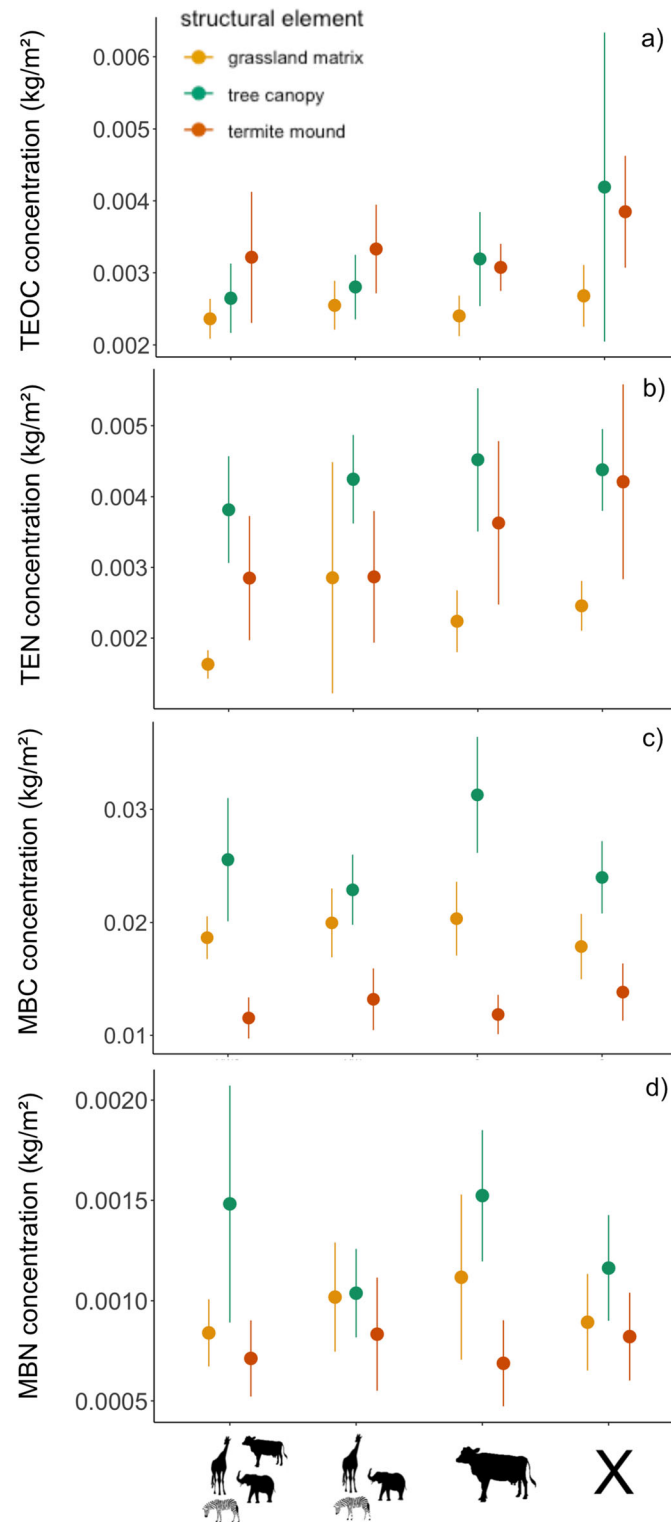 structural element
a)
grassland matrix
tree canopy
termite mound
TEOC concentration (kg/m²)
0.006
0.005
0.004
0.003
0.002
b)
TEN concentration (kg/m²)
0.005
0.004
0.003
0.002
c)
MBC concentration (kg/m²)
0.03
0.02
0.01
d)
MBN concentration (kg/m²)
0.0020
0.0015
0.0010
0.0005
X